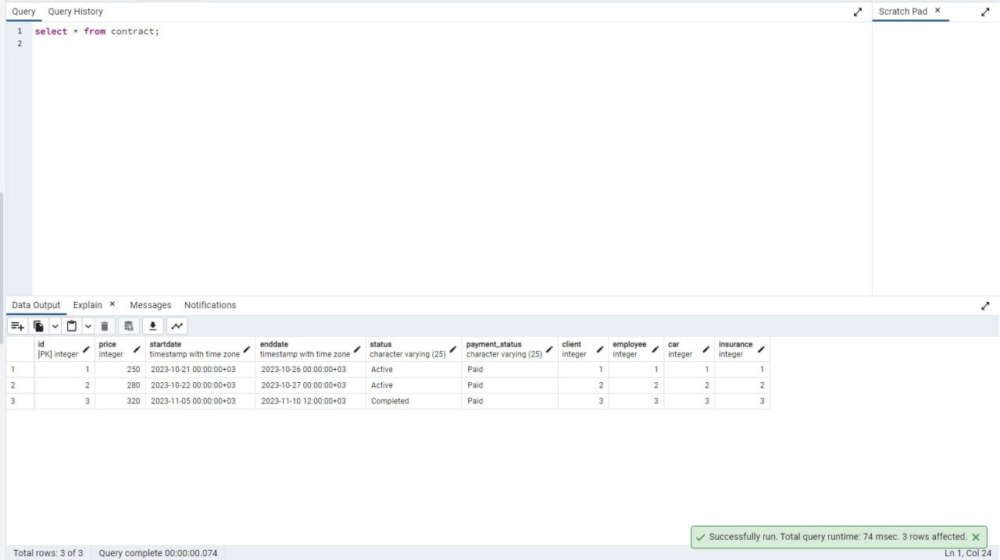 Query Query History Scratch Pad ×
1 select * from contract;
2
Data Output Explain × Messages Notifications
id price startdate enddate status payment_status client employee car insurance
[PK] integer integer timestamp with time zone timestamp with time zone character varying (25) character varying (25) integer integer integer integer
1 1 250 2023-10-21 00:00:00+03 2023-10-26 00:00:00+03 Active Paid 1 1 1 1
2 2 280 2023-10-22 00:00:00+03 2023-10-27 00:00:00+03 Active Paid 2 2 2 2
3 3 320 2023-11-05 00:00:00+03 2023-11-10 12:00:00+03 Completed Paid 3 3 3 3
Successfully run. Total query runtime: 74 msec. 3 rows affected.
Total rows: 3 of 3 Query complete 00:00:00.074 Ln 1, Col 24